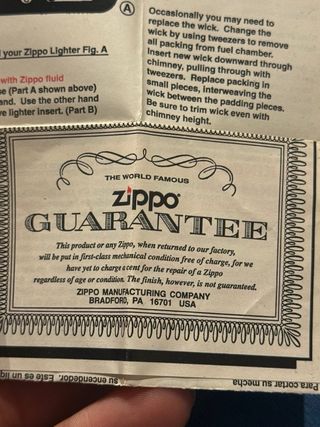 A
Occasionally you may need to
replace the wick. Change the
wick by using tweezers to remove
all packing from fuel chamber.
Insert new wick downward through
chimney, pulling through with
tweezers. Replace packing in
small pieces, interweaving the
wick between the padding pieces.
Be sure to trim wick even with
chimney height.
your Zippo Lighter Fig. A
with Zippo fluid
se (Part A shown above)
and. Use the other hand
ve lighter insert. (Part B)
THE WORLD FAMOUS
Zippo®
GUARANTEE
This product or any Zippo, when returned to our factory,
will be put in first-class mechanical condition free of charge, for we
have yet to charge a cent for the repair of a Zippo
regardless of age or condition. The finish, however, is not guaranteed.
ZIPPO MANUFACTURING COMPANY
BRADFORD, PA 16701 USA
Para cortar su mecha
su encendedor. Este es un